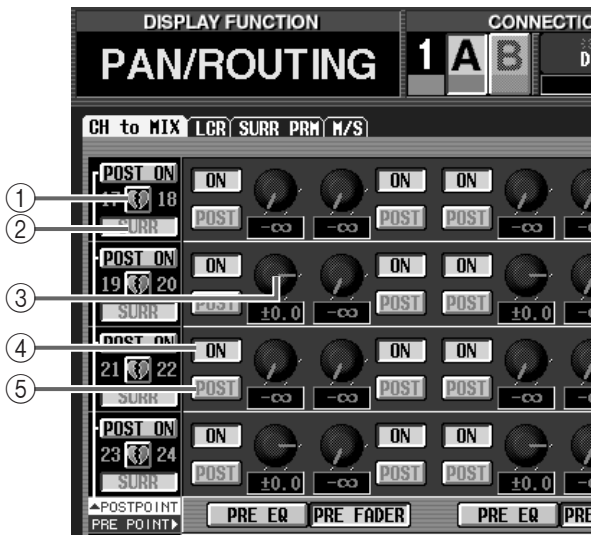 DISPLAY FUNCTION CONNECTIO
PAN/ROUTING 1 A B D
CH to MIX LCR SURR PRM M/S
POST ON ON ON ON
① 17 18
② SURR POST POST POST
-∞ -∞
POST ON ON ON ON
③ 19 20
SURR POST POST POST
±0.0 -∞ ±0.0
POST ON
④ ON ON ON
21 22
⑤ POST POST POST
SURR -∞ -∞ -∞
POST ON ON ON ON
23 24
SURR POST POST POST
±0.0 -∞ ±0.0
▲POSTPOINT
PRE POINT▶ PRE EQ PRE FADER PRE EQ PRE